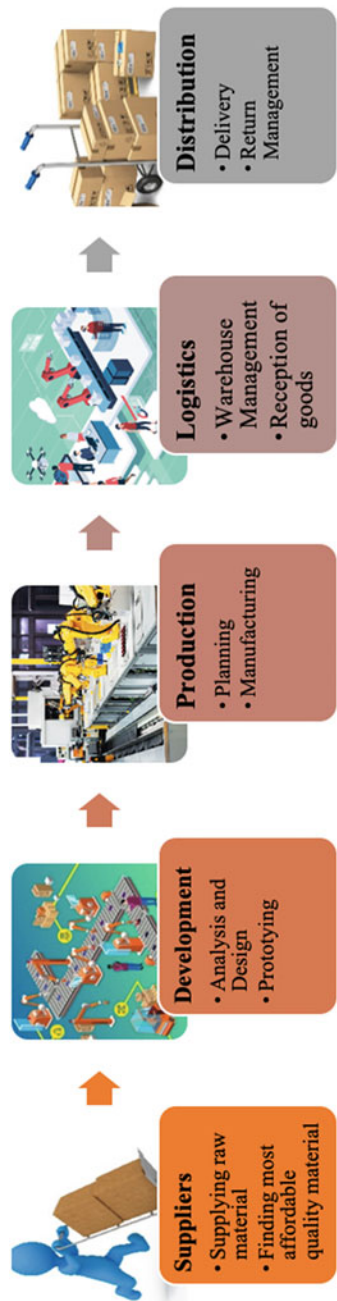 Suppliers
• Supplying raw
material
• Finding most
affordable
quality material
Development
• Analysis and
Design
• Prototying
Production
• Planning
• Manufacturing
Logistics
• Warehouse
Management
• Reception of
goods
Distribution
• Delivery
• Return
Management